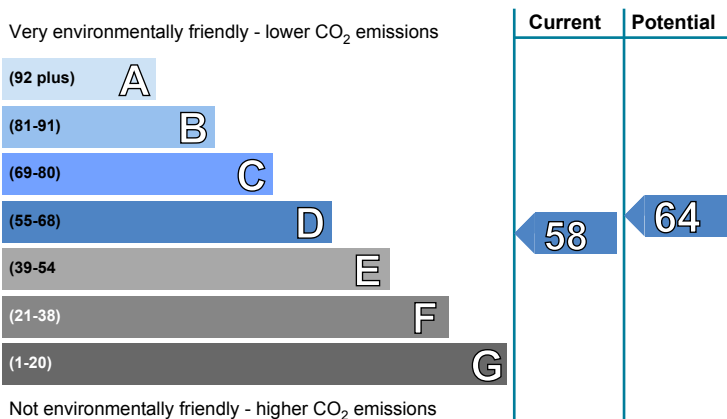 Very environmentally friendly - lower CO2 emissions
Current
Potential
(92 plus) A
(81-91) B
(69-80) C
(55-68) D
58
64
(39-54 E
(21-38) F
(1-20) G
Not environmentally friendly - higher CO2 emissions